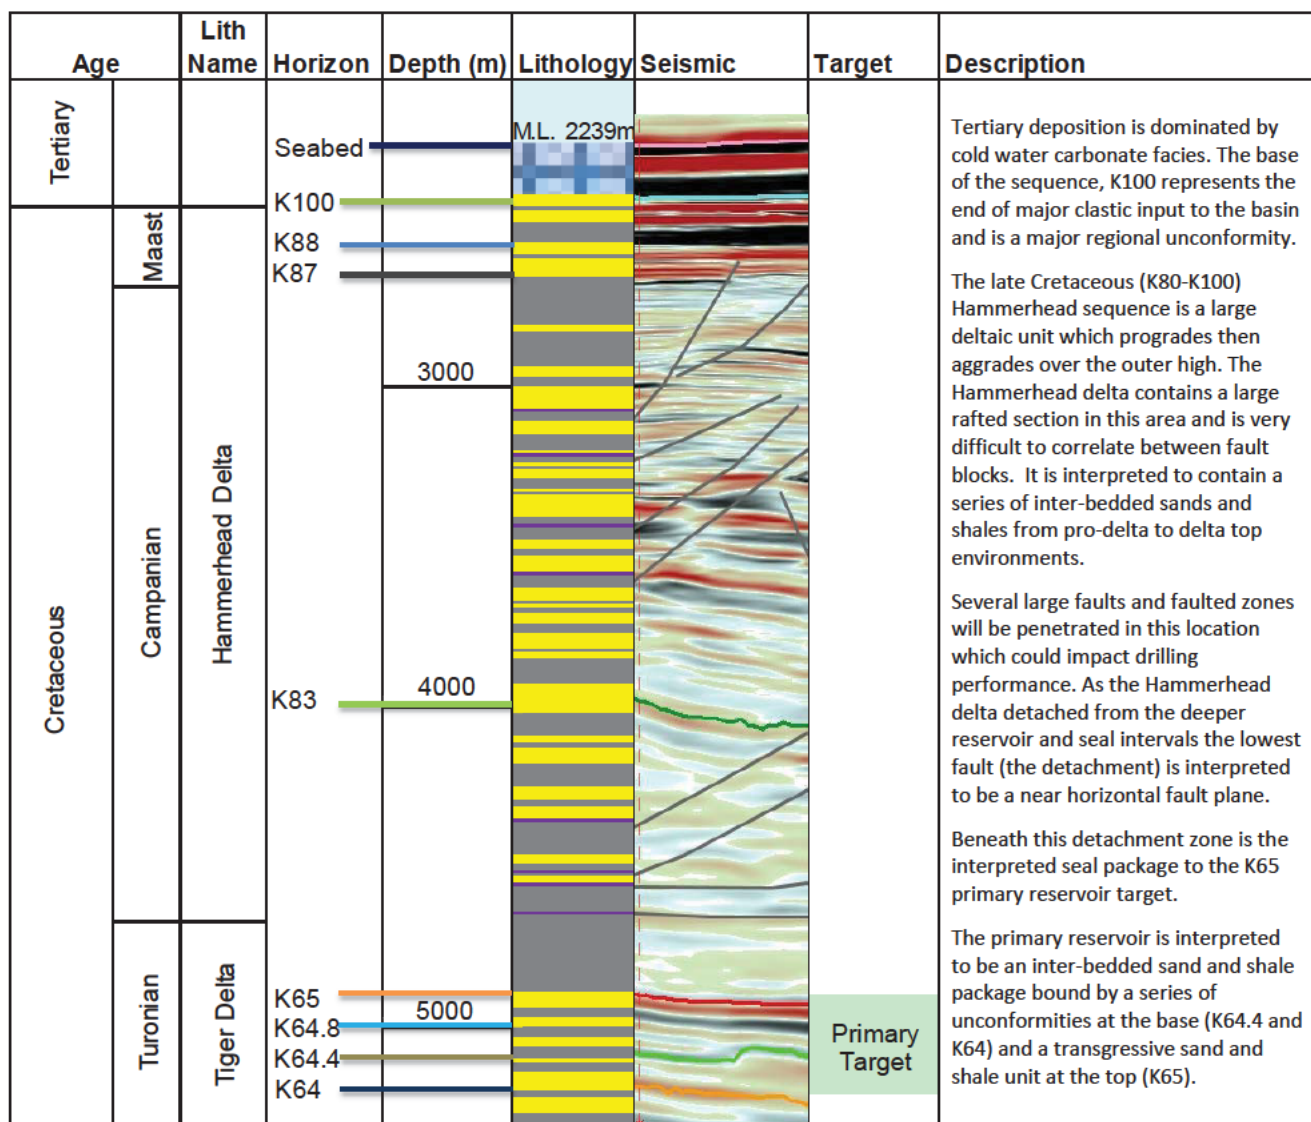 Age
Lith
Name
Horizon
Depth (m)
Lithology
Seismic
Target
Description
Tertiary
Cretaceous
Maast
Campanian
Turonian
Hammerhead Delta
Tiger Delta
Seabed
K100
K88
K87
K83
K65
K64.8
K64.4
K64
3000
4000
5000
M.L. 2239m
Primary
Target
Tertiary deposition is dominated by
cold water carbonate facies. The base
of the sequence, K100 represents the
end of major clastic input to the basin
and is a major regional unconformity.
The late Cretaceous (K80-K100)
Hammerhead sequence is a large
deltaic unit which progrades then
aggrades over the outer high. The
Hammerhead delta contains a large
rafted section in this area and is very
difficult to correlate between fault
blocks. It is interpreted to contain a
series of inter-bedded sands and
shales from pro-delta to delta top
environments.
Several large faults and faulted zones
will be penetrated in this location
which could impact drilling
performance. As the Hammerhead
delta detached from the deeper
reservoir and seal intervals the lowest
fault (the detachment) is interpreted
to be a near horizontal fault plane.
Beneath this detachment zone is the
interpreted seal package to the K65
primary reservoir target.
The primary reservoir is interpreted
to be an inter-bedded sand and shale
package bound by a series of
unconformities at the base (K64.4 and
K64) and a transgressive sand and
shale unit at the top (K65).